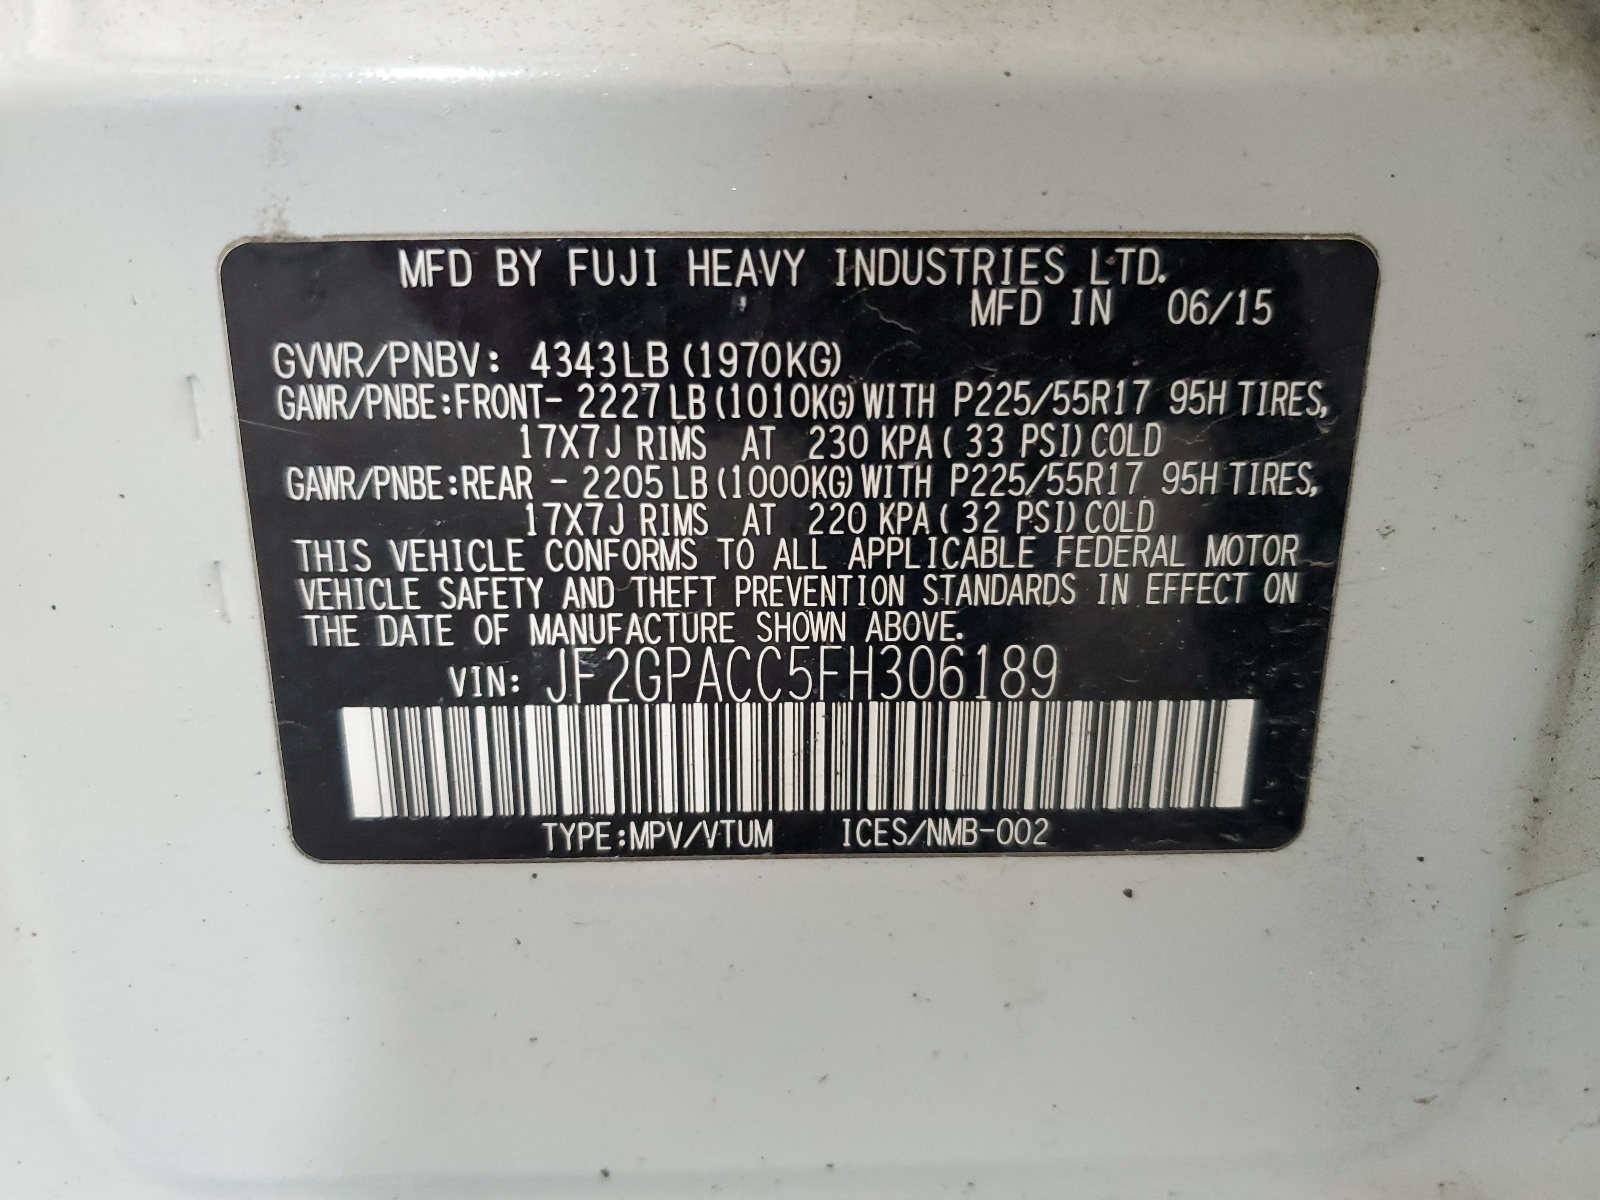 MFD BY FUJI HEAVY INDUSTRIES LTD.
MFD IN 06/15
GVWR/PNBV: 4343LB(1970KG)
GAWR/PNBE:FRONT- 2227LB(1010KG)WITH P225/55R17 95H TIRES,
17X7J RIMS AT 230 KPA( 33 PSI)COLD
GAWR/PNBE:REAR - 2205LB(1000KG)WITH P225/55R17 95H TIRES,
17X7J RIMS AT 220 KPA( 32 PSI)COLD
THIS VEHICLE CONFORMS TO ALL APPLICABLE FEDERAL MOTOR
VEHICLE SAFETY AND THEFT PREVENTION STANDARDS IN EFFECT ON
THE DATE OF MANUFACTURE SHOWN ABOVE.
VIN: JF2GPACC5FH306189
TYPE:MPV/VTUM ICES/NMB-002